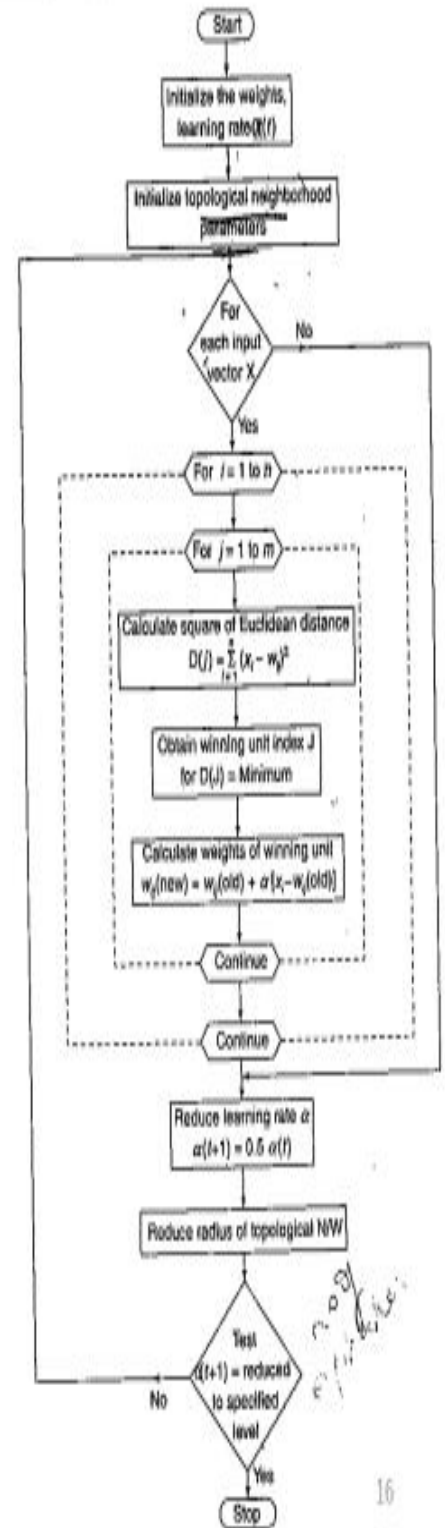 Start
Initialize the weights,
learning rate α(t)
Initialize topological neighborhood
parameters
For
each input
vector X
No
Yes
For i = 1 to n
For j = 1 to m
Calculate square of Euclidean distance
D(j) = n Σ i=1 (xi – wij)²
Obtain winning unit index J
for D(J) = Minimum
Calculate weights of winning unit
wij(new) = wij(old) + α[xi–wij(old)]
Continue
Continue
Reduce learning rate α
α(t+1) = 0.5 α(t)
Reduce radius of topological N/W
Test
(t+1) = reduced
to specified
level
No
Yes
Stop
16